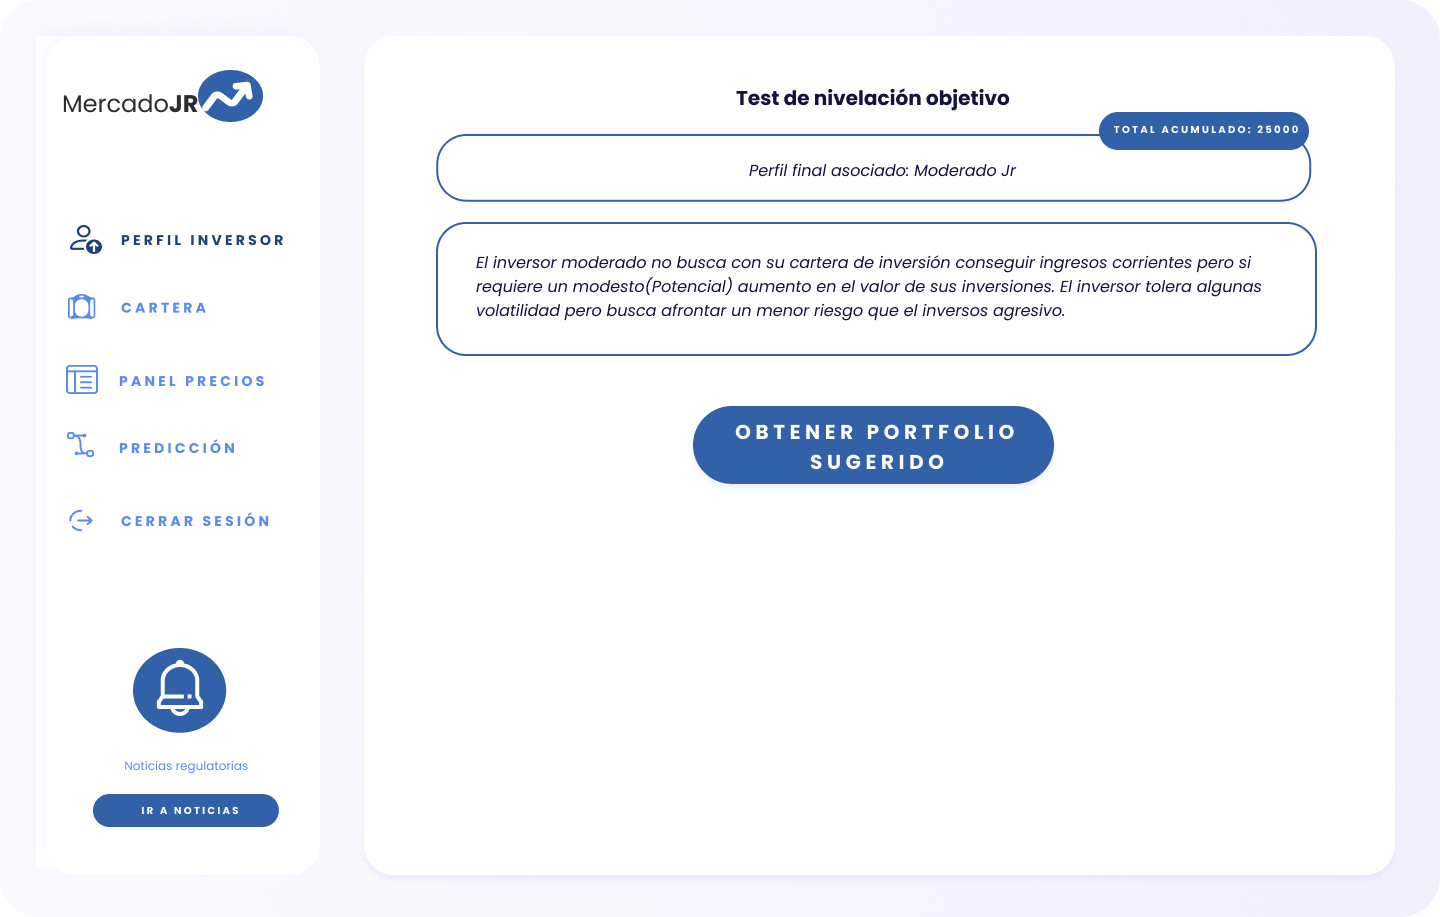 MercadoJR
PERFIL INVERSOR
CARTERA
PANEL PRECIOS
PREDICCIÓN
CERRAR SESIÓN
Noticias regulatorias
IR A NOTICIAS
Test de nivelación objetivo
TOTAL ACUMULADO: 25000
Perfil final asociado: Moderado Jr
El inversor moderado no busca con su cartera de inversión conseguir ingresos corrientes pero si
requiere un modesto(Potencial) aumento en el valor de sus inversiones. El inversor tolera algunas
volatilidad pero busca afrontar un menor riesgo que el inversos agresivo.
OBTENER PORTFOLIO
SUGERIDO